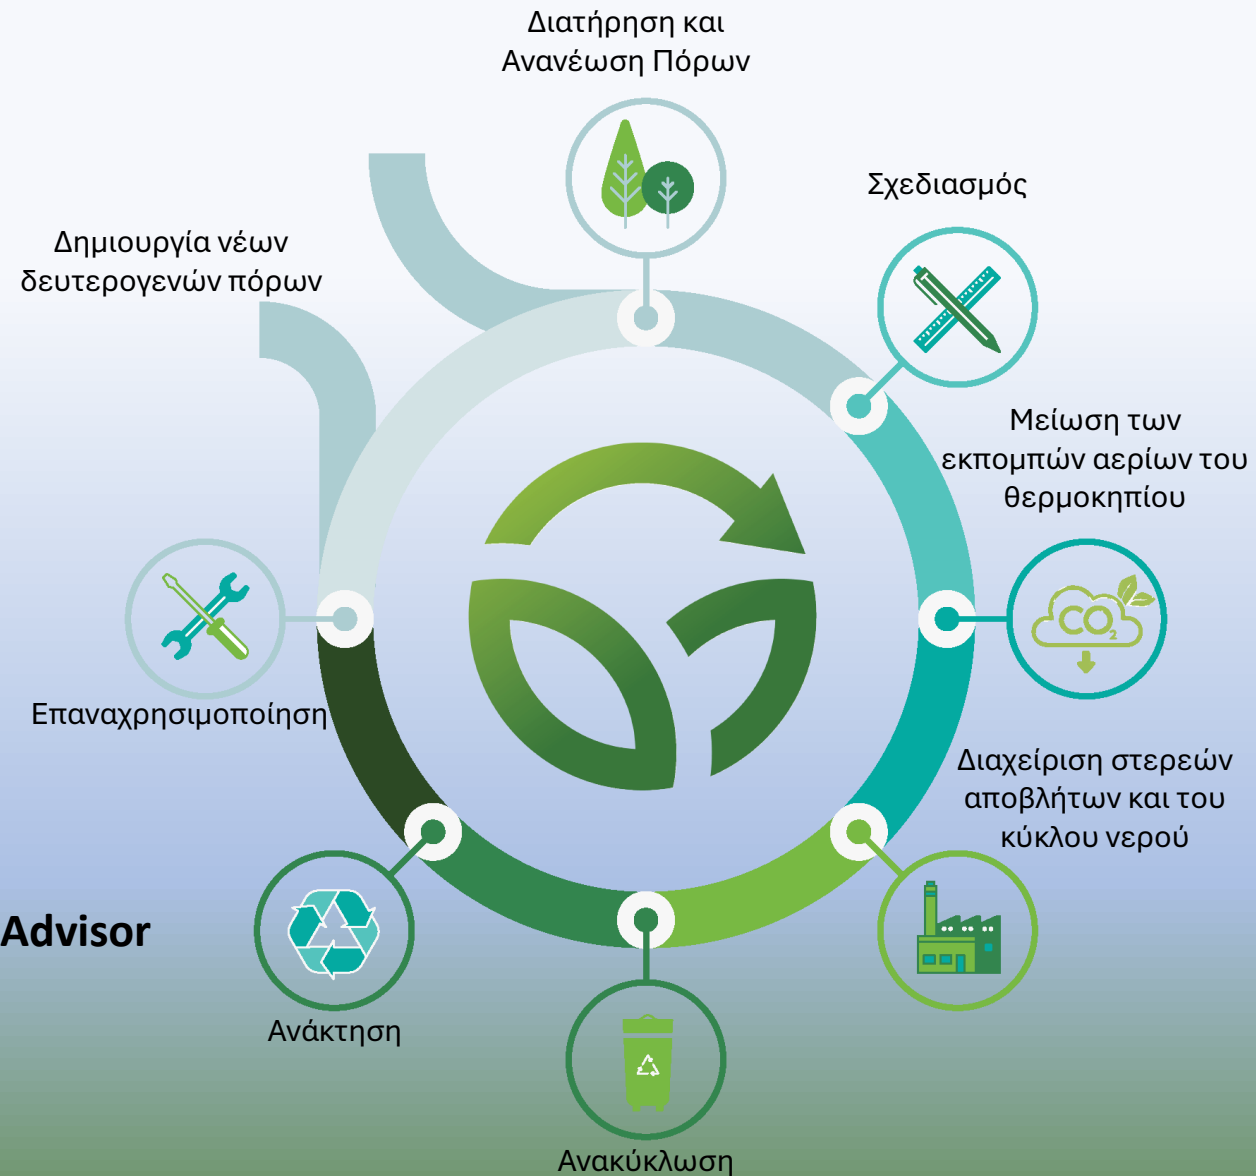 Διατήρηση και
Ανανέωση Πόρων
Σχεδιασμός
Δημιουργία νέων
δευτερογενών πόρων
Μείωση των
εκπομπών αερίων του
θερμοκηπίου
CO2
Επαναχρησιμοποίηση
Διαχείριση στερεών
αποβλήτων και του
κύκλου νερού
Advisor
Ανάκτηση
Ανακύκλωση